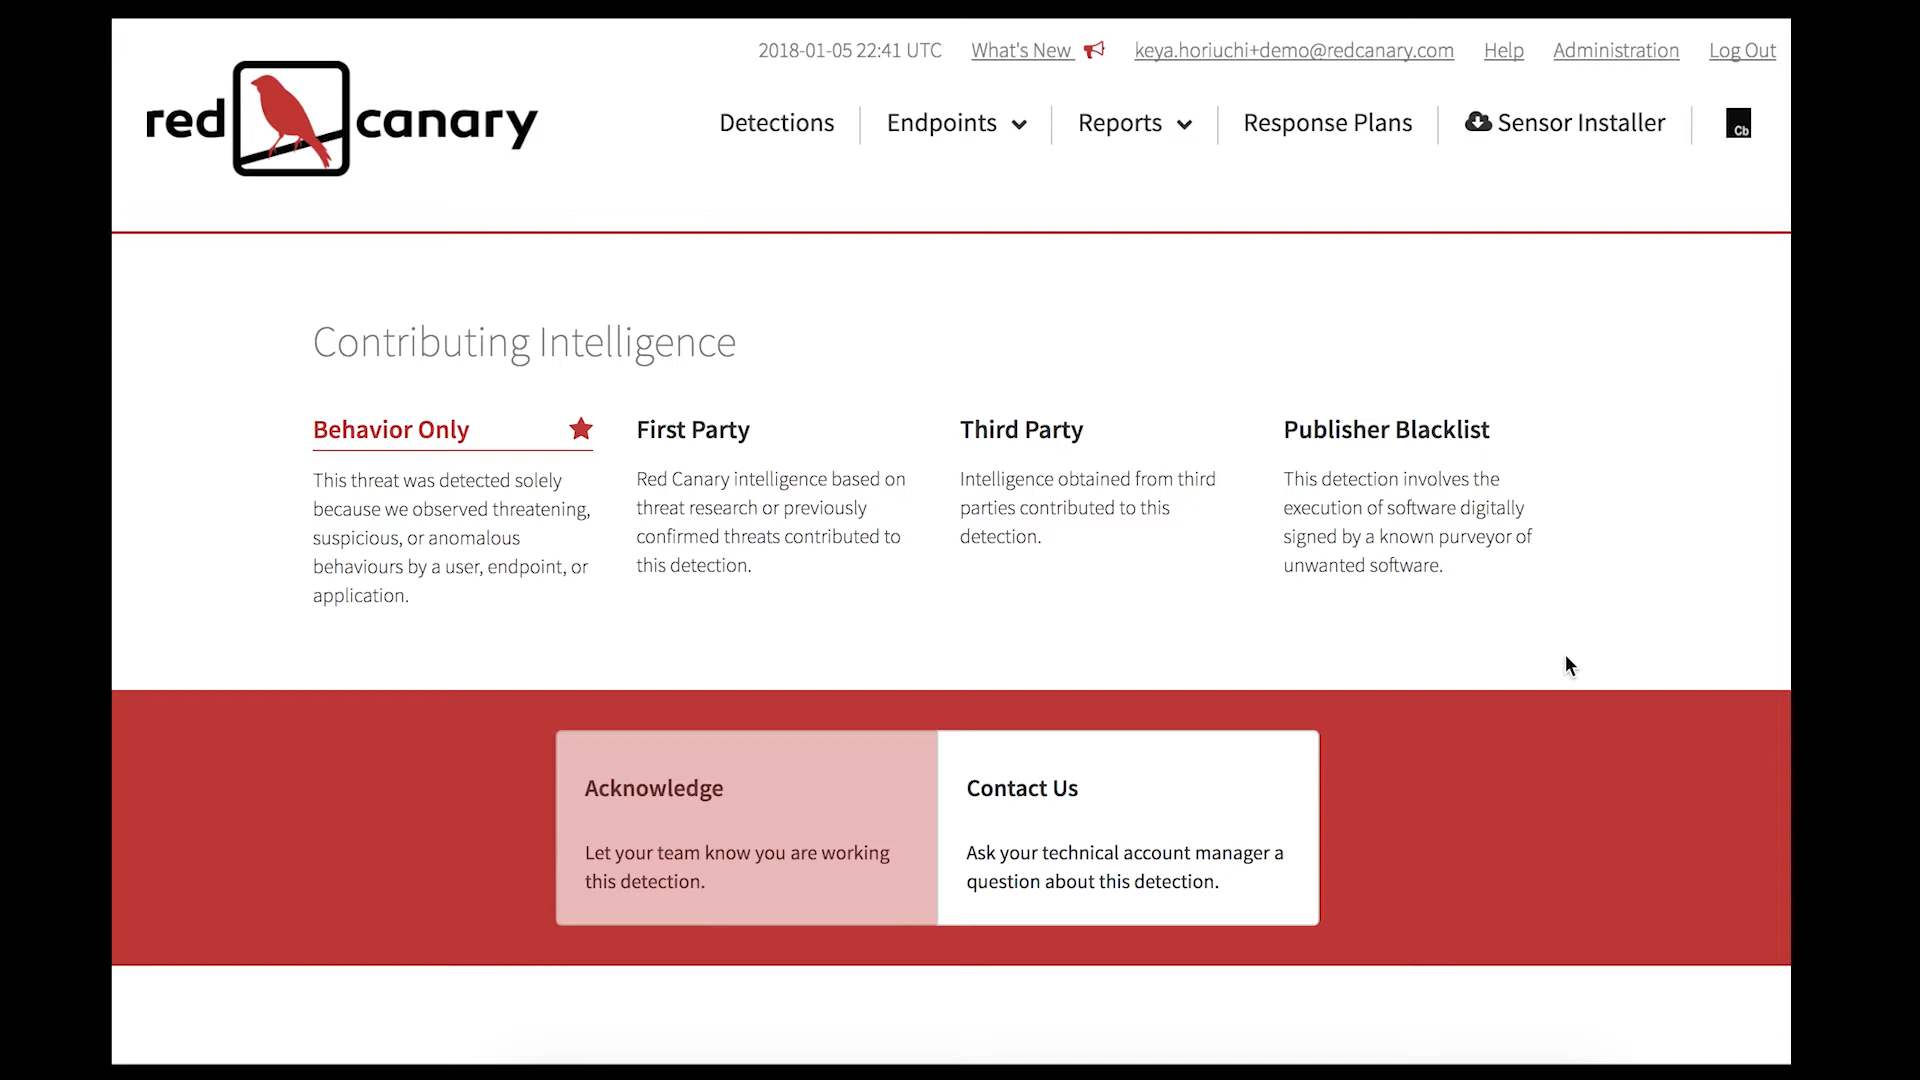 2018-01-05 22:41 UTC What's New keya.horiuchi+demo@redcanary.com Help Administration Log Out
red canary
Detections Endpoints Reports Response Plans Sensor Installer Cb
Contributing Intelligence
Behavior Only
This threat was detected solely
because we observed threatening,
suspicious, or anomalous
behaviours by a user, endpoint, or
application.
First Party
Red Canary intelligence based on
threat research or previously
confirmed threats contributed to
this detection.
Third Party
Intelligence obtained from third
parties contributed to this
detection.
Publisher Blacklist
This detection involves the
execution of software digitally
signed by a known purveyor of
unwanted software.
Acknowledge
Let your team know you are working
this detection.
Contact Us
Ask your technical account manager a
question about this detection.